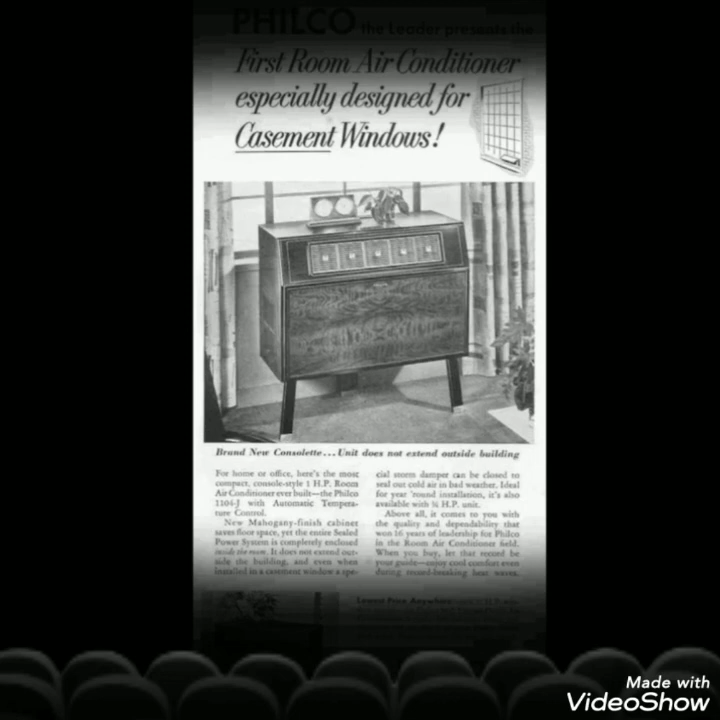 PHILCO the Leader presents the
First Room Air Conditioner
especially designed for
Casement Windows!
Brand New Consolette... Unit does not extend outside building
For home or office, here's the most
compact, console-style 1 H.P. Room
Air Conditioner ever built—the Philco
1104-J with Automatic Tempera-
ture Control.
New Mahogany-finish cabinet
saves floor space, yet the entire Sealed
Power System is completely enclosed
inside the room. It does not extend out-
side the building, and even when
installed in a casement window a spe-
cial storm damper can be closed to
seal out cold air in bad weather. Ideal
for year 'round installation, it's also
available with ¾ H.P. unit.
Above all, it comes to you with
the quality and dependability that
won 16 years of leadership for Philco
in the Room Air Conditioner field.
When you buy, let that record be
your guide—enjoy cool comfort even
during record-breaking heat waves.
Lowest Price Anywhere
Made with
VideoShow